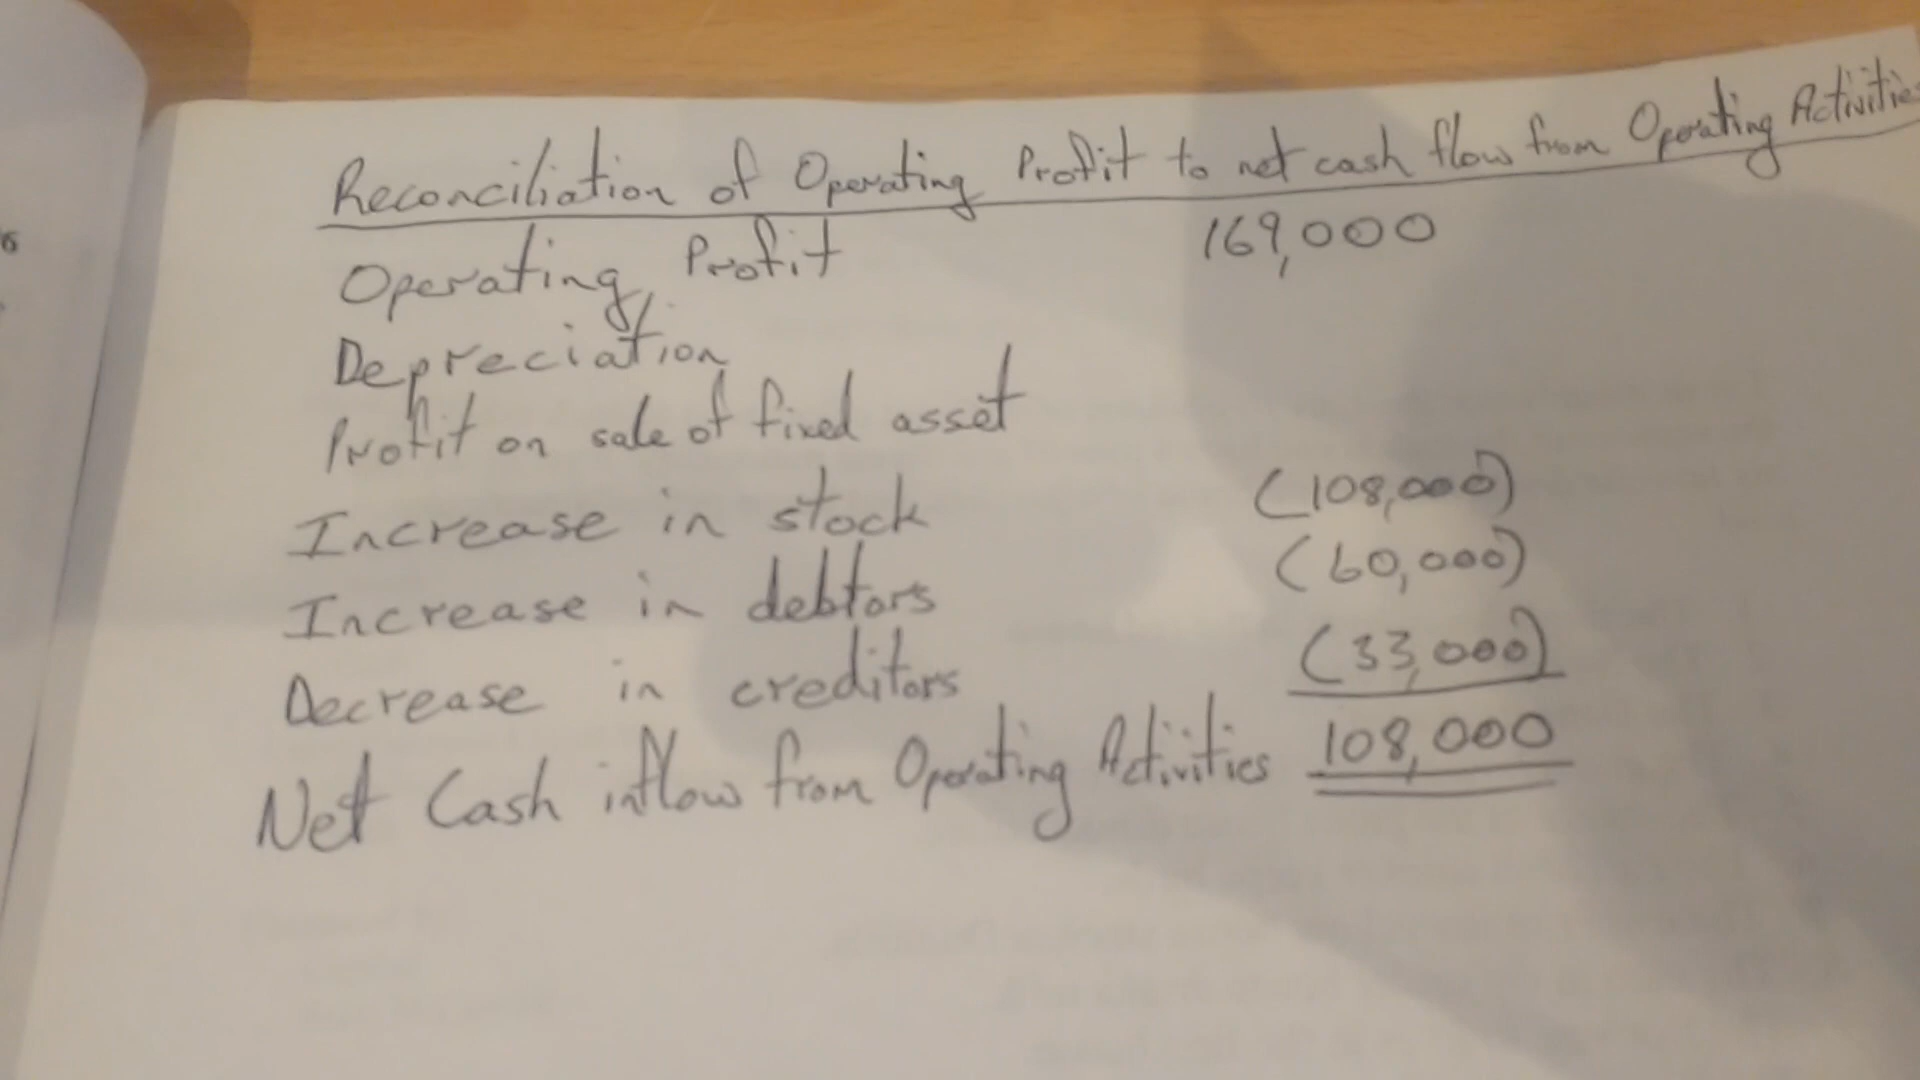 Reconciliation of Operating Profit to net cash flow from Operating Activities
Operating Profit 169,000
Depreciation
Profit on sale of fixed asset
Increase in stock (108,000)
Increase in debtors (60,000)
Decrease in creditors (33,000)
Net Cash inflow from Operating Activities 108,000